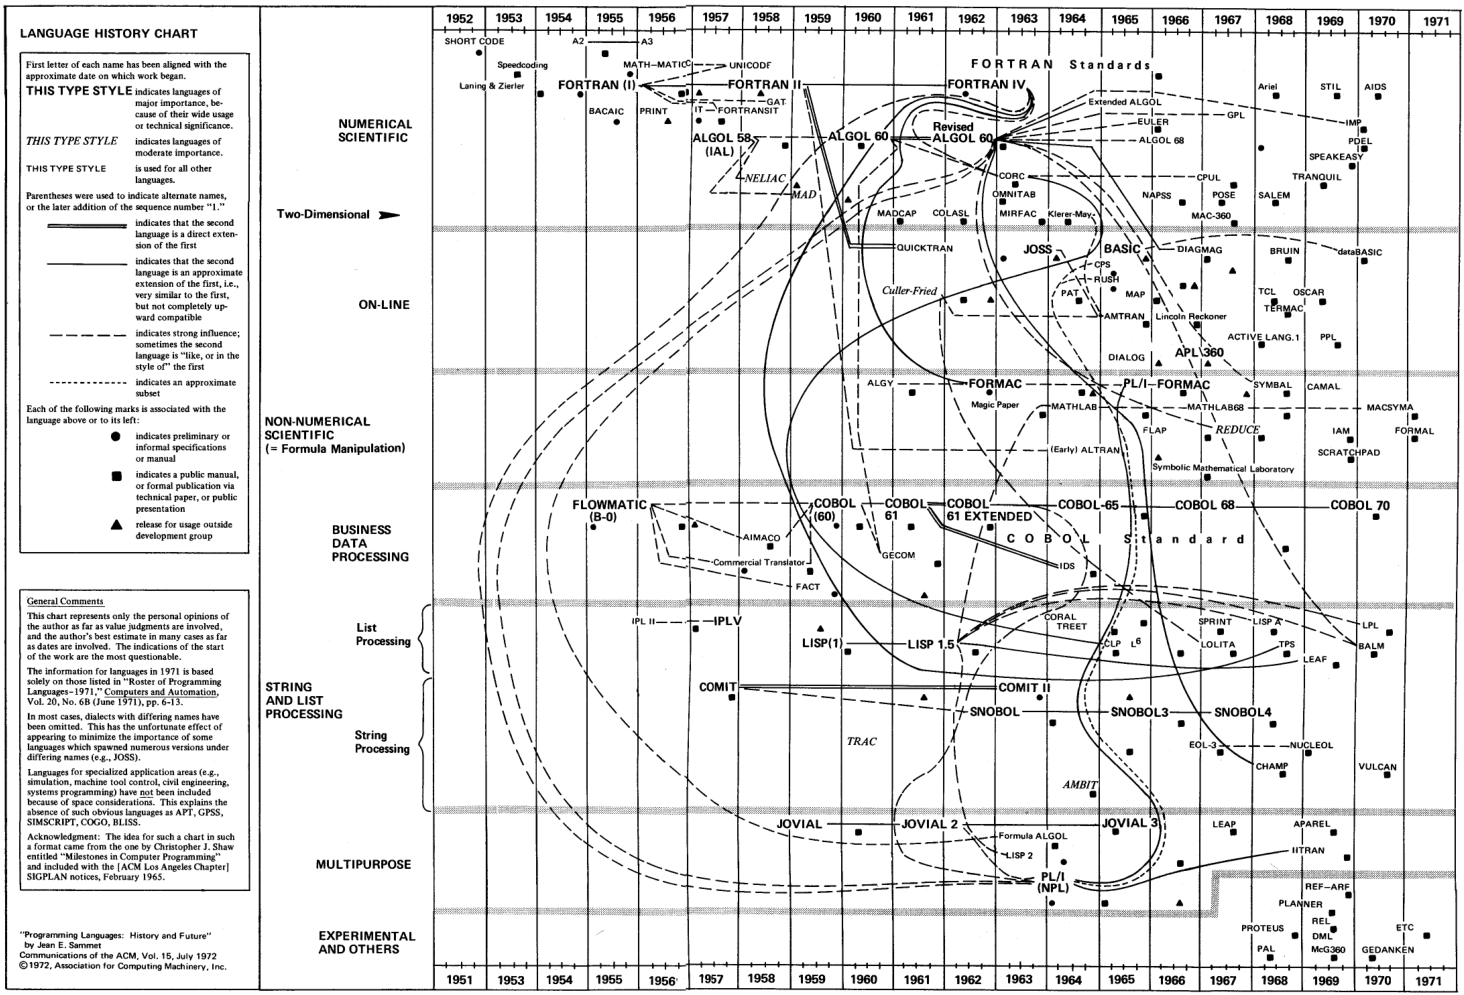 LANGUAGE HISTORY CHART
First letter of each name has been aligned with the
approximate date on which work began.
THIS TYPE STYLE indicates languages of
major importance, be-
cause of their wide usage
or technical significance.
THIS TYPE STYLE indicates languages of
moderate importance.
THIS TYPE STYLE is used for all other
languages.
Parentheses were used to indicate alternate names,
or the later addition of the sequence number "1."
indicates that the second
language is a direct exten-
sion of the first
indicates that the second
language is an approximate
extension of the first, i.e.,
very similar to the first,
but not completely up-
ward compatible
indicates strong influence;
sometimes the second
language is "like, or in the
style of" the first
indicates an approximate
subset
Each of the following marks is associated with the
language above or to its left:
indicates preliminary or
informal specifications
or manual
indicates a public manual,
or formal publication via
technical paper, or public
presentation
release for usage outside
development group
General Comments
This chart represents only the personal opinions of
the author as far as value judgments are involved,
and the author's best estimate in many cases as far
as dates are involved. The indications of the start
of the work are the most questionable.
The information for languages in 1971 is based
solely on those listed in "Roster of Programming
Languages-1971," Computers and Automation,
Vol. 20, No. 6B (June 1971), pp. 6-13.
In most cases, dialects with differing names have
been omitted. This has the unfortunate effect of
appearing to minimize the importance of some
languages which spawned numerous versions under
differing names (e.g., JOSS).
Languages for specialized application areas (e.g.,
simulation, machine tool control, civil engineering,
systems programming) have not been included
because of space considerations. This explains the
absence of such obvious languages as APT, GPSS,
SIMSCRIPT, COGO, BLISS.
Acknowledgment: The idea for such a chart in such
a format came from the one by Christopher J. Shaw
entitled "Milestones in Computer Programming"
and included with the [ACM Los Angeles Chapter]
SIGPLAN notices, February 1965.
"Programming Languages: History and Future"
by Jean E. Sammet
Communications of the ACM, Vol. 15, July 1972
©1972, Association for Computing Machinery, Inc.
1952 1953 1954 1955 1956 1957 1958 1959 1960 1961 1962 1963 1964 1965 1966 1967 1968 1969 1970 1971
NUMERICAL
SCIENTIFIC
SHORT CODE A2 A3
Speedcoding MATH-MATIC UNICODE FORTRAN Standards
Laning & Zierler FORTRAN (I) FORTRAN II FORTRAN IV Ariel STIL AIDS
GAT Extended ALGOL
BACAIC PRINT IT FORTRANSIT GPL
EULER IMP
ALGOL 58 ALGOL 60 Revised
(IAL) ALGOL 60 ALGOL 68 PDEL
SPEAKEASY
NELIAC CORC CPUL TRANQUIL
MAD OMNITAB NAPSS POSE SALEM
Two-Dimensional MADCAP COLASL MIRFAC Klerer-May MAC-360
ON-LINE
QUICKTRAN JOSS BASIC DIAGMAG BRUIN dataBASIC
CPS
RUSH
Culler-Fried PAT MAP TCL OSCAR
TERMAC
AMTRAN Lincoln Reckoner
ACTIVE LANG.1 PPL
DIALOG APL 360
NON-NUMERICAL
SCIENTIFIC
(= Formula Manipulation)
ALGY FORMAC PL/I-FORMAC SYMBAL CAMAL
Magic Paper MATHLAB MATHLAB68 MACSYMA
FLAP REDUCE IAM FORMAL
(Early) ALTRAN SCRATCHPAD
Symbolic Mathematical Laboratory
BUSINESS
DATA
PROCESSING
FLOWMATIC COBOL COBOL COBOL COBOL-65 COBOL 68 COBOL 70
(B-0) (60) 61 61 EXTENDED
AIMACO COBOL Standard
GECOM
Commercial Translator IDS
FACT
STRING
AND LIST
PROCESSING
List
Processing
IPL II IPLV CORAL SPRINT LISP A LPL
TREET
LISP(1) LISP 1.5 CLP L6 LOLITA TPS BALM
LEAF
String
Processing
COMIT COMIT II
SNOBOL SNOBOL3 SNOBOL4
TRAC EOL-3 NUCLEOL
CHAMP VULCAN
AMBIT
MULTIPURPOSE
JOVIAL JOVIAL 2 JOVIAL 3 LEAP APAREL
Formula ALGOL
LISP 2 IITRAN
PL/I
(NPL)
EXPERIMENTAL
AND OTHERS
REF-ARF
PLANNER
REL
PROTEUS DML ETC
PAL McG360 GEDANKEN
1951 1953 1954 1955 1956 1957 1958 1959 1960 1961 1962 1963 1964 1965 1966 1967 1968 1969 1970 1971